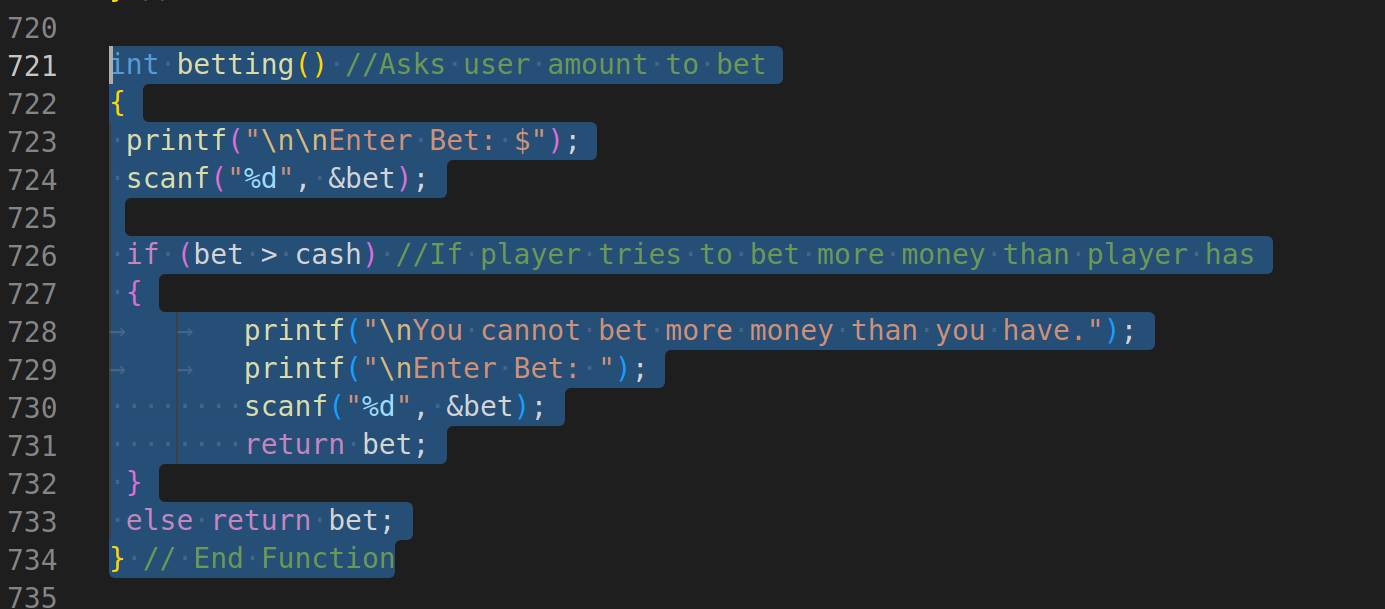 720
721 int betting() //Asks user amount to bet
722 {
723 printf("\n\nEnter Bet: $");
724 scanf("%d", &bet);
725
726 if (bet > cash) //If player tries to bet more money than player has
727 {
728 printf("\nYou cannot bet more money than you have.");
729 printf("\nEnter Bet: ");
730 scanf("%d", &bet);
731 return bet;
732 }
733 else return bet;
734 } // End Function
735